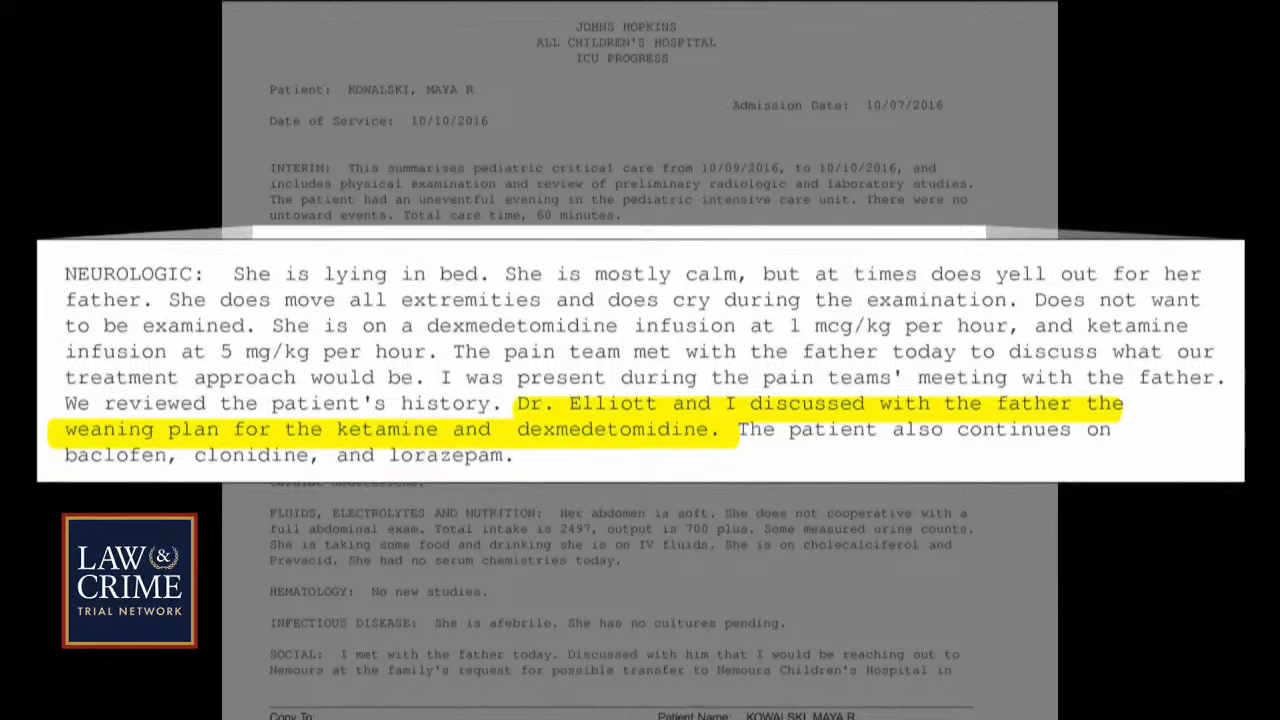 JOHNS HOPKINS
ALL CHILDREN'S HOSPITAL
ICU PROGRESS
Patient: KOWALSKI, MAYA R
Admission Date: 10/07/2016
Date of Service: 10/10/2016
INTERIM: This summarises pediatric critical care from 10/09/2016, to 10/10/2016, and
includes physical examination and review of preliminary radiologic and laboratory studies.
The patient had an uneventful evening in the pediatric intensive care unit. There were no
untoward events. Total care time, 60 minutes.
NEUROLOGIC: She is lying in bed. She is mostly calm, but at times does yell out for her
father. She does move all extremities and does cry during the examination. Does not want
to be examined. She is on a dexmedetomidine infusion at 1 mcg/kg per hour, and ketamine
infusion at 5 mg/kg per hour. The pain team met with the father today to discuss what our
treatment approach would be. I was present during the pain teams' meeting with the father.
We reviewed the patient's history. Dr. Elliott and I discussed with the father the
weaning plan for the ketamine and dexmedetomidine. The patient also continues on
baclofen, clonidine, and lorazepam.
FLUIDS, ELECTROLYTES AND NUTRITION: Her abdomen is soft. She does not cooperative with a
full abdominal exam. Total intake is 2497, output is 700 plus. Some measured urine counts.
She is taking some food and drinking she is on IV fluids. She is on cholecalciferol and
Prevacid. She had no serum chemistries today.
HEMATOLOGY: No new studies.
INFECTIOUS DISEASE: She is afebrile. She has no cultures pending.
SOCIAL: I met with the father today. Discussed with him that I would be reaching out to
Nemours at the family's request for possible transfer to Nemours Children's Hospital in
Copy To:
Patient Name: KOWALSKI, MAYA R
LAW &
CRIME
TRIAL NETWORK